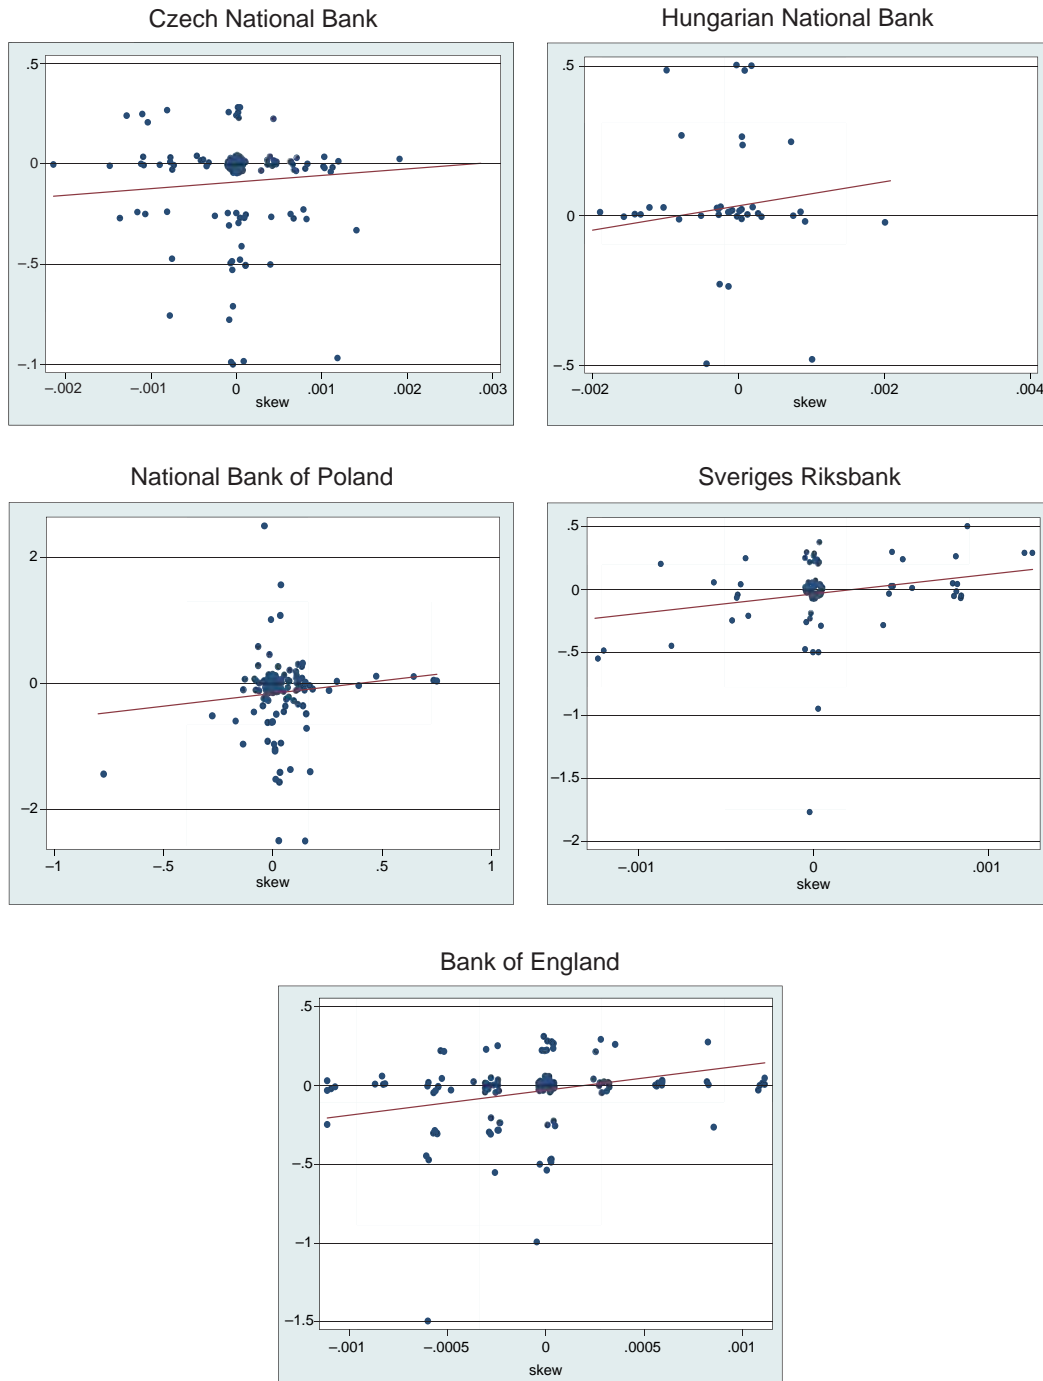 Czech National Bank
.5
0
−.5
−.1
−.002 −.001 0 .001 .002 .003
skew
Hungarian National Bank
.5
0
−.5
−.002 0 .002 .004
skew
National Bank of Poland
2
0
−2
−1 −.5 0 .5 1
skew
Sveriges Riksbank
.5
0
−.5
−1
−1.5
−2
−.001 0 .001
skew
Bank of England
.5
0
−.5
−1
−1.5
−.001 −.0005 0 .0005 .001
skew